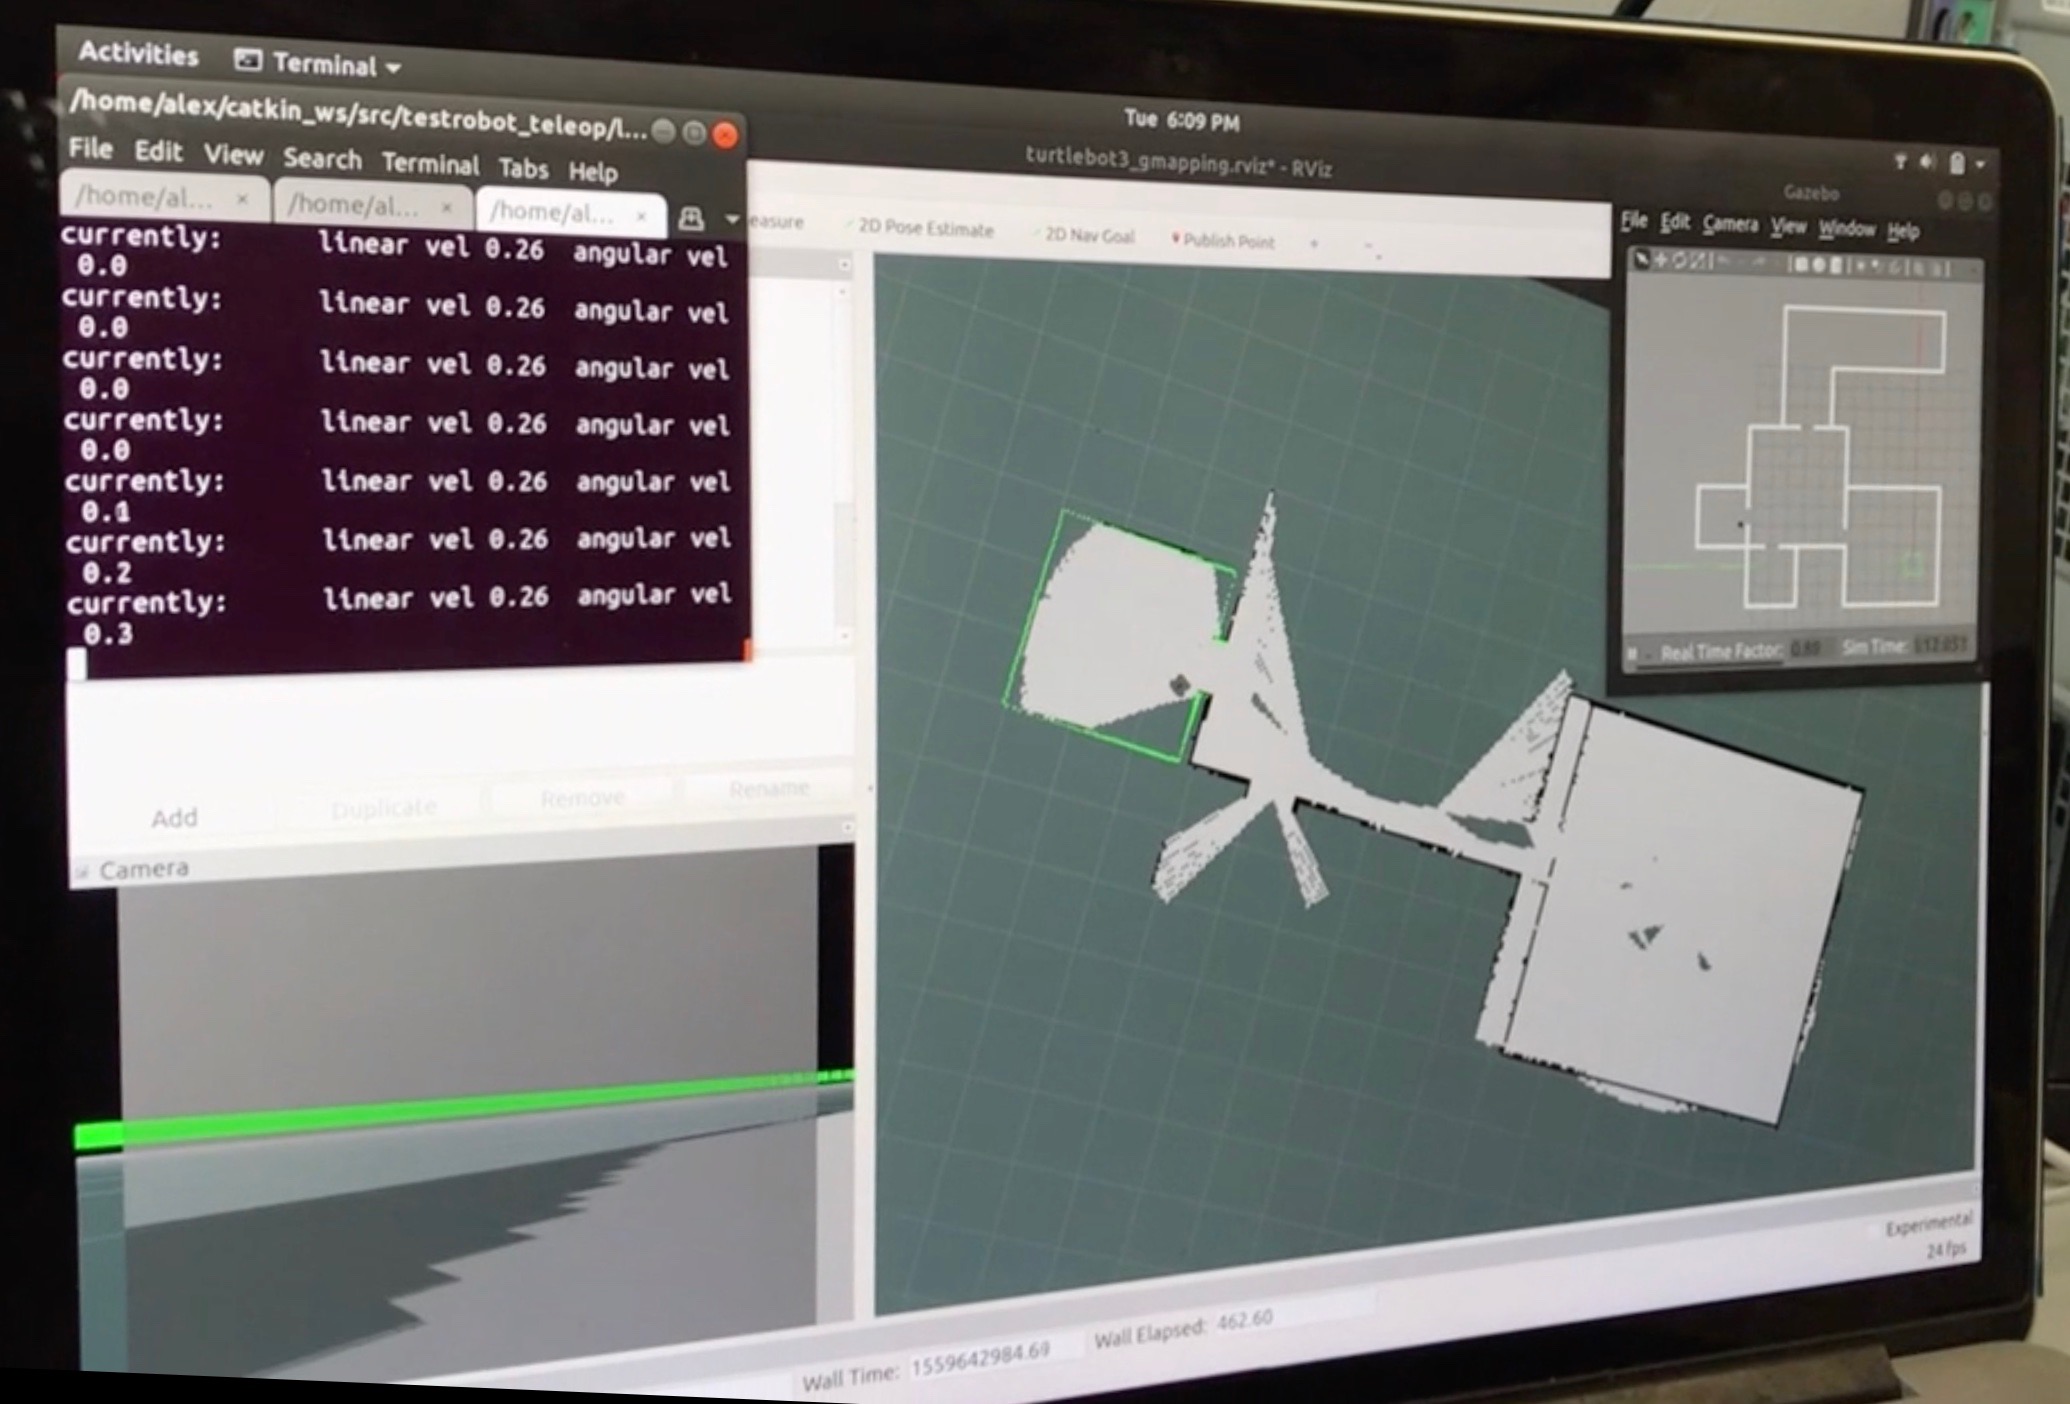 Activities Terminal
Tue 6:09 PM
/home/alex/catkin_ws/src/testrobot_teleop/l...
File Edit View Search Terminal Tabs Help
/home/al... × /home/al... × /home/al... ×
currently: linear vel 0.26 angular vel
0.0
currently: linear vel 0.26 angular vel
0.0
currently: linear vel 0.26 angular vel
0.0
currently: linear vel 0.26 angular vel
0.0
currently: linear vel 0.26 angular vel
0.1
currently: linear vel 0.26 angular vel
0.2
currently: linear vel 0.26 angular vel
0.3
turtlebot3_gmapping.rviz* - RViz
easure 2D Pose Estimate 2D Nav Goal Publish Point
Gazebo
File Edit Camera View Window Help
Real Time Factor: Sim Time:
Add Duplicate Remove Rename
Camera
Experimental
24 fps
Wall Time: 1559642984.69 Wall Elapsed: 462.60